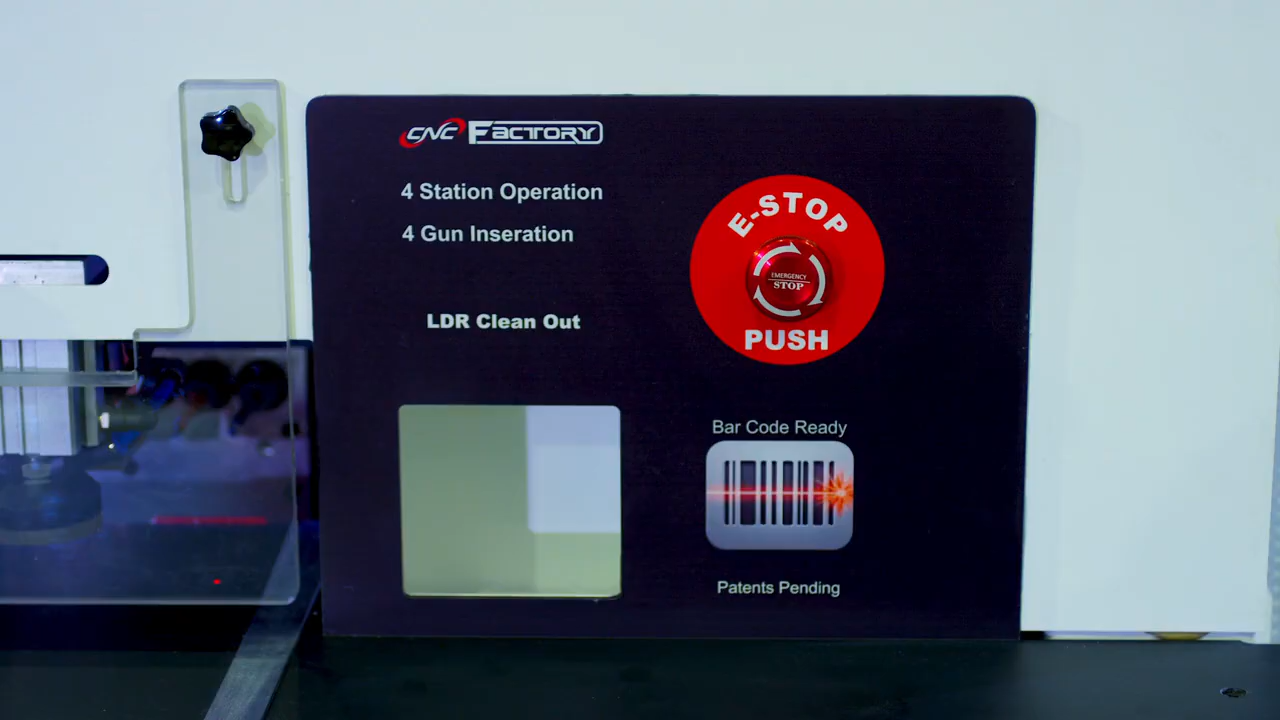 CNC FACTORY
4 Station Operation
4 Gun Inseration
LDR Clean Out
E-STOP
EMERGENCY
STOP
PUSH
Bar Code Ready
Patents Pending